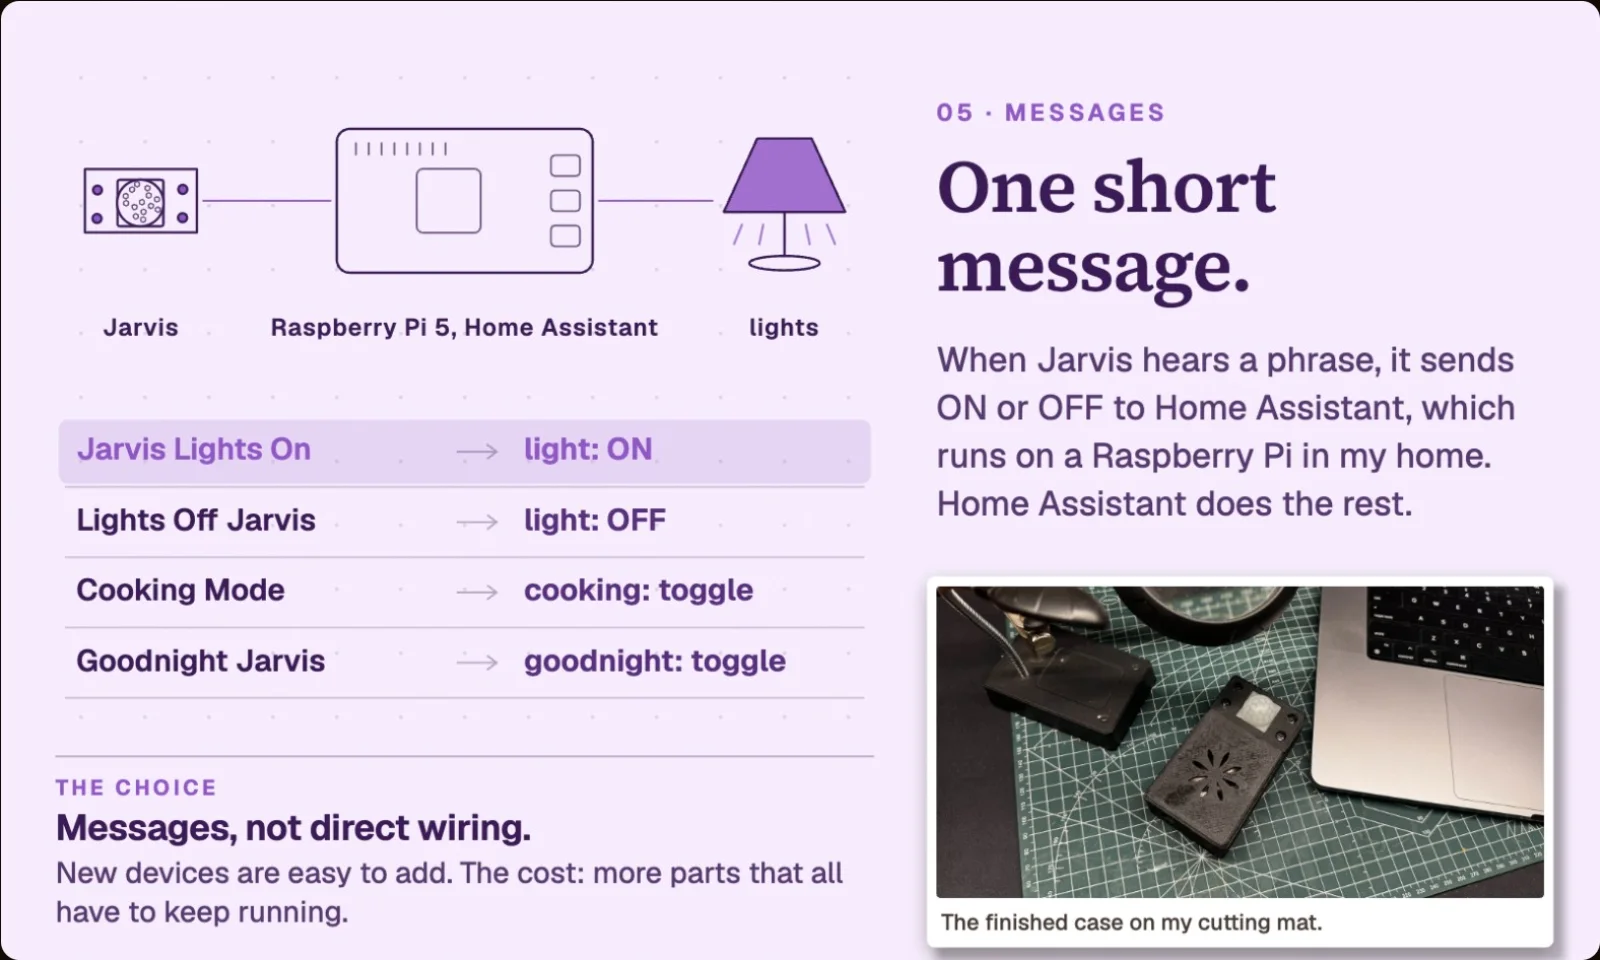 Jarvis
Raspberry Pi 5, Home Assistant
lights
Jarvis Lights On → light: ON
Lights Off Jarvis → light: OFF
Cooking Mode → cooking: toggle
Goodnight Jarvis → goodnight: toggle
THE CHOICE
Messages, not direct wiring.
New devices are easy to add. The cost: more parts that all
have to keep running.
05 · MESSAGES
One short
message.
When Jarvis hears a phrase, it sends
ON or OFF to Home Assistant, which
runs on a Raspberry Pi in my home.
Home Assistant does the rest.
The finished case on my cutting mat.